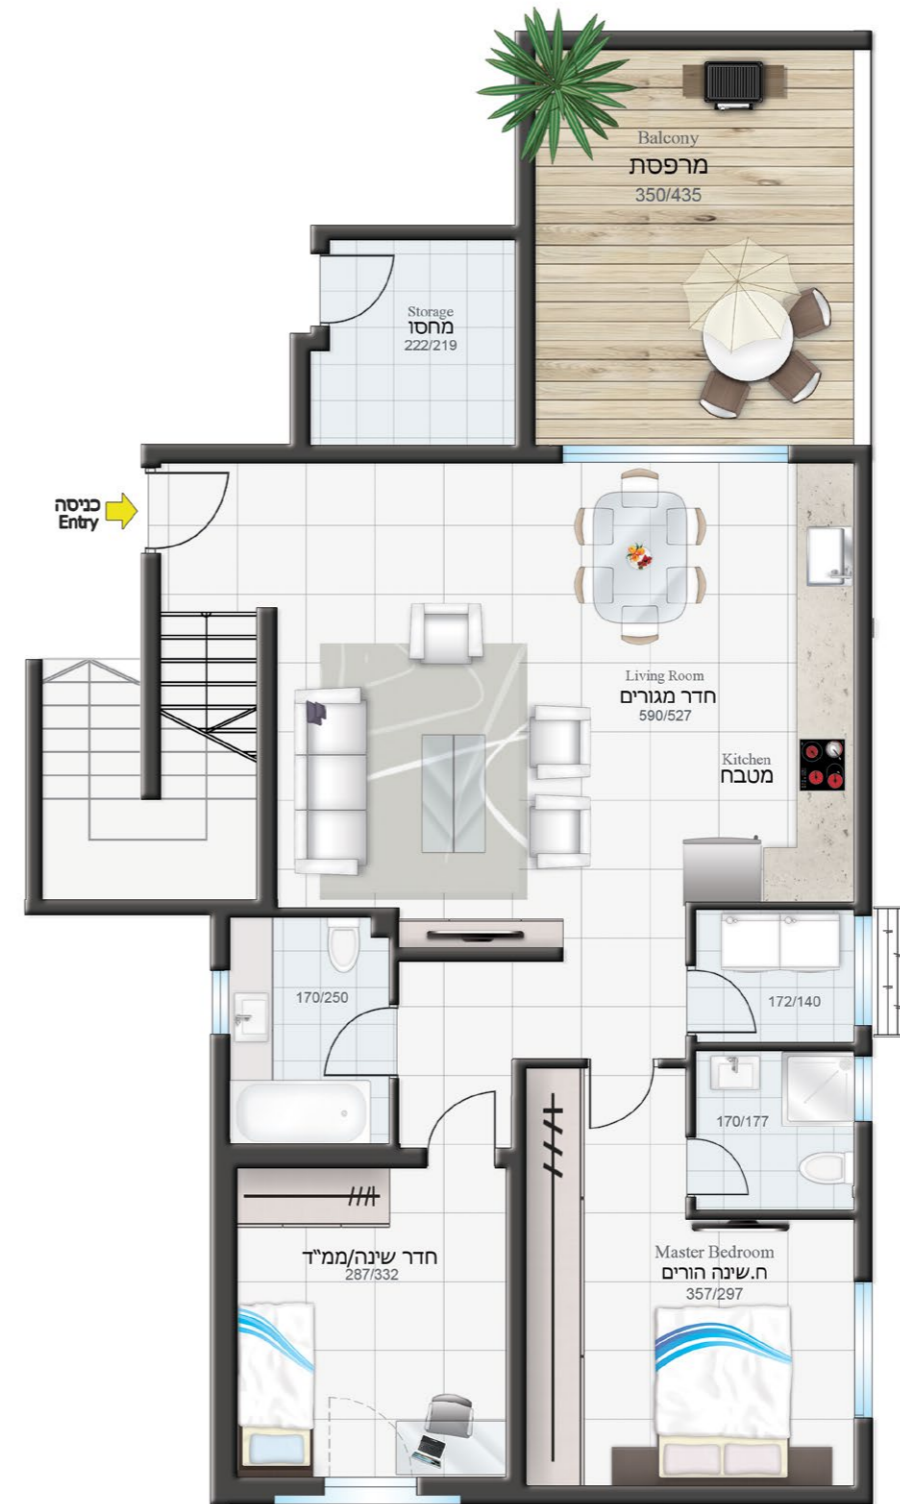 Balcony
מרפסת
350/435
Storage
מחסו
222/219
כניסה
Entry
Living Room
חדר מגורים
590/527
Kitchen
מטבח
170/250
172/140
170/177
חדר שינה/ממ"ד
287/332
Master Bedroom
ח.שינה הורים
357/297